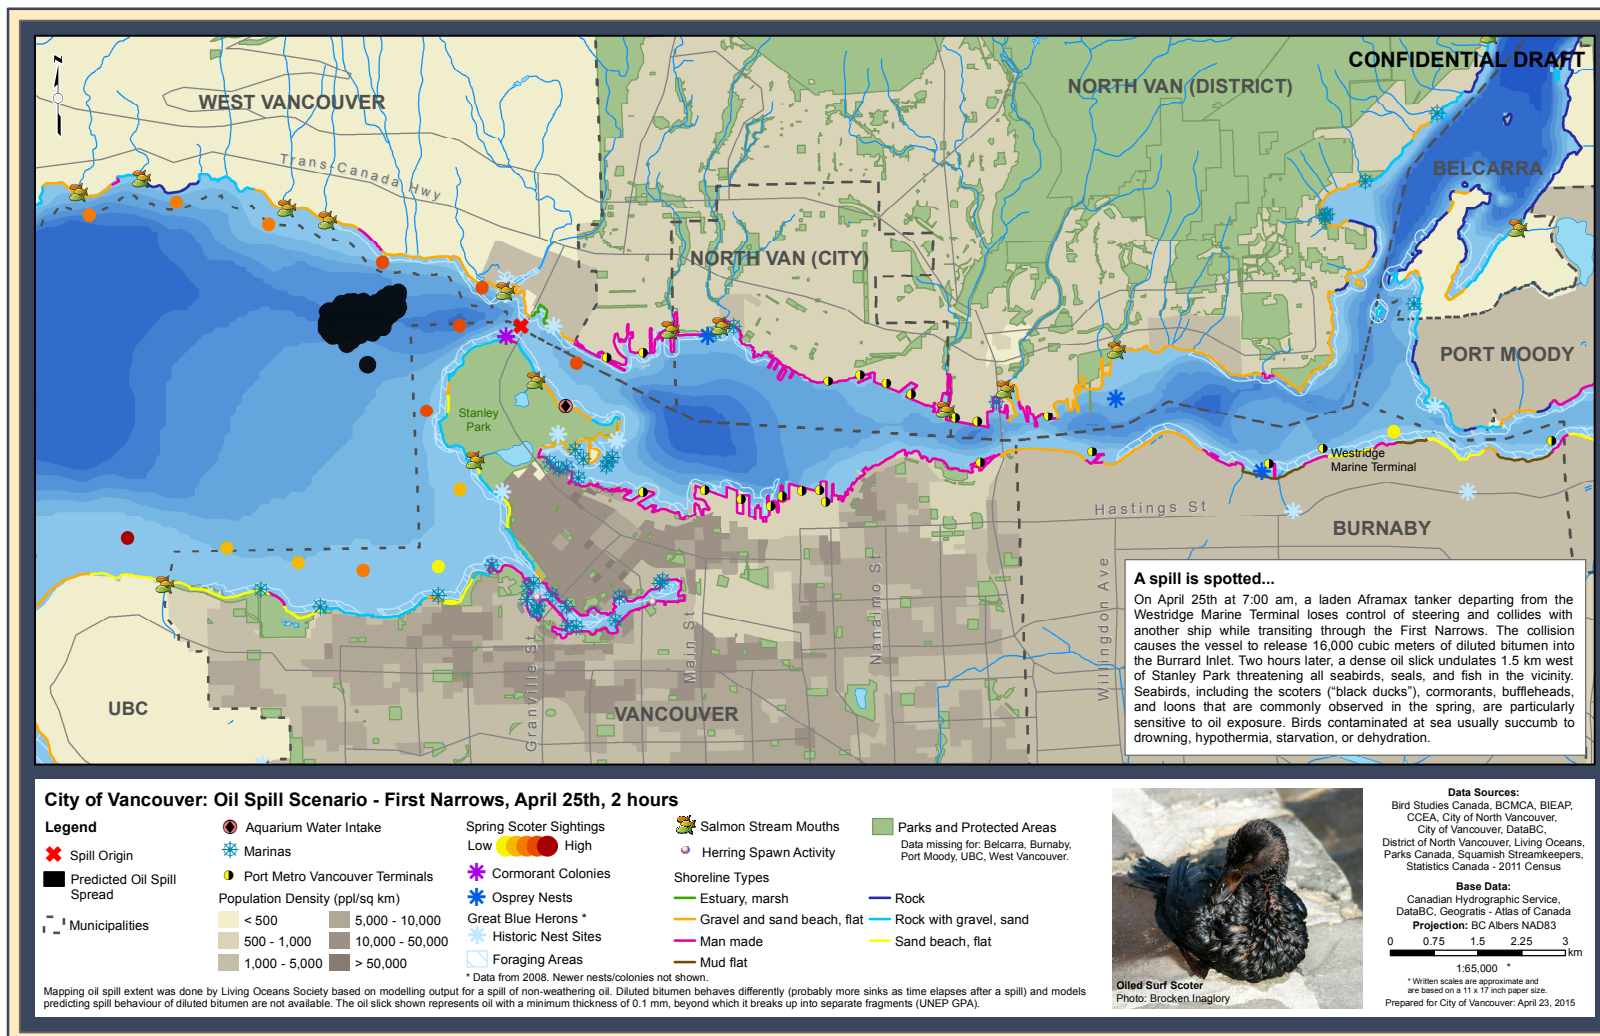 N
CONFIDENTIAL DRAFT
WEST VANCOUVER
NORTH VAN (DISTRICT)
Trans-Canada Hwy
BELCARRA
NORTH VAN (CITY)
PORT MOODY
Stanley
Park
Westridge
Marine Terminal
Hastings St
BURNABY
Willingdon Ave
Nanaimo St
Main St
Granville St
UBC
VANCOUVER
A spill is spotted...
On April 25th at 7:00 am, a laden Aframax tanker departing from the
Westridge Marine Terminal loses control of steering and collides with
another ship while transiting through the First Narrows. The collision
causes the vessel to release 16,000 cubic meters of diluted bitumen into
the Burrard Inlet. Two hours later, a dense oil slick undulates 1.5 km west
of Stanley Park threatening all seabirds, seals, and fish in the vicinity.
Seabirds, including the scoters ("black ducks"), cormorants, buffleheads,
and loons that are commonly observed in the spring, are particularly
sensitive to oil exposure. Birds contaminated at sea usually succumb to
drowning, hypothermia, starvation, or dehydration.
City of Vancouver: Oil Spill Scenario - First Narrows, April 25th, 2 hours
Legend
Spill Origin
Predicted Oil Spill
Spread
Municipalities
Aquarium Water Intake
Marinas
Port Metro Vancouver Terminals
Population Density (ppl/sq km)
< 500
500 - 1,000
1,000 - 5,000
5,000 - 10,000
10,000 - 50,000
> 50,000
Spring Scoter Sightings
Low High
Cormorant Colonies
Osprey Nests
Great Blue Herons *
Historic Nest Sites
Foraging Areas
* Data from 2008. Newer nests/colonies not shown.
Salmon Stream Mouths
Herring Spawn Activity
Shoreline Types
Estuary, marsh
Gravel and sand beach, flat
Man made
Mud flat
Rock
Rock with gravel, sand
Sand beach, flat
Parks and Protected Areas
Data missing for: Belcarra, Burnaby,
Port Moody, UBC, West Vancouver.
Mapping oil spill extent was done by Living Oceans Society based on modelling output for a spill of non-weathering oil. Diluted bitumen behaves differently (probably more sinks as time elapses after a spill) and models
predicting spill behaviour of diluted bitumen are not available. The oil slick shown represents oil with a minimum thickness of 0.1 mm, beyond which it breaks up into separate fragments (UNEP GPA).
Oiled Surf Scoter
Photo: Brocken Inaglory
Data Sources:
Bird Studies Canada, BCMCA, BIEAP,
CCEA, City of North Vancouver,
City of Vancouver, DataBC,
District of North Vancouver, Living Oceans,
Parks Canada, Squamish Streamkeepers,
Statistics Canada - 2011 Census
Base Data:
Canadian Hydrographic Service,
DataBC, Geogratis - Atlas of Canada
Projection: BC Albers NAD83
0 0.75 1.5 2.25 3
km
1:65,000 *
* Written scales are approximate and
are based on a 11 x 17 inch paper size.
Prepared for City of Vancouver: April 23, 2015